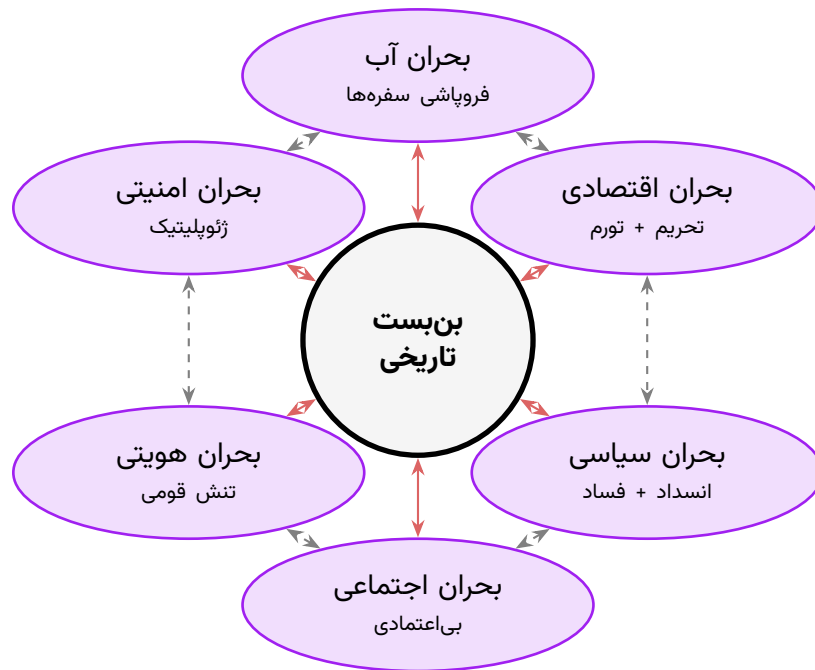 بحران آب
فروپاشی سفره‌ها
بحران اقتصادی
تحریم + تورم
بحران امنیتی
ژئوپلیتیک
بن‌بست
تاریخی
بحران سیاسی
انسداد + فساد
بحران هویتی
تنش قومی
بحران اجتماعی
بی‌اعتمادی